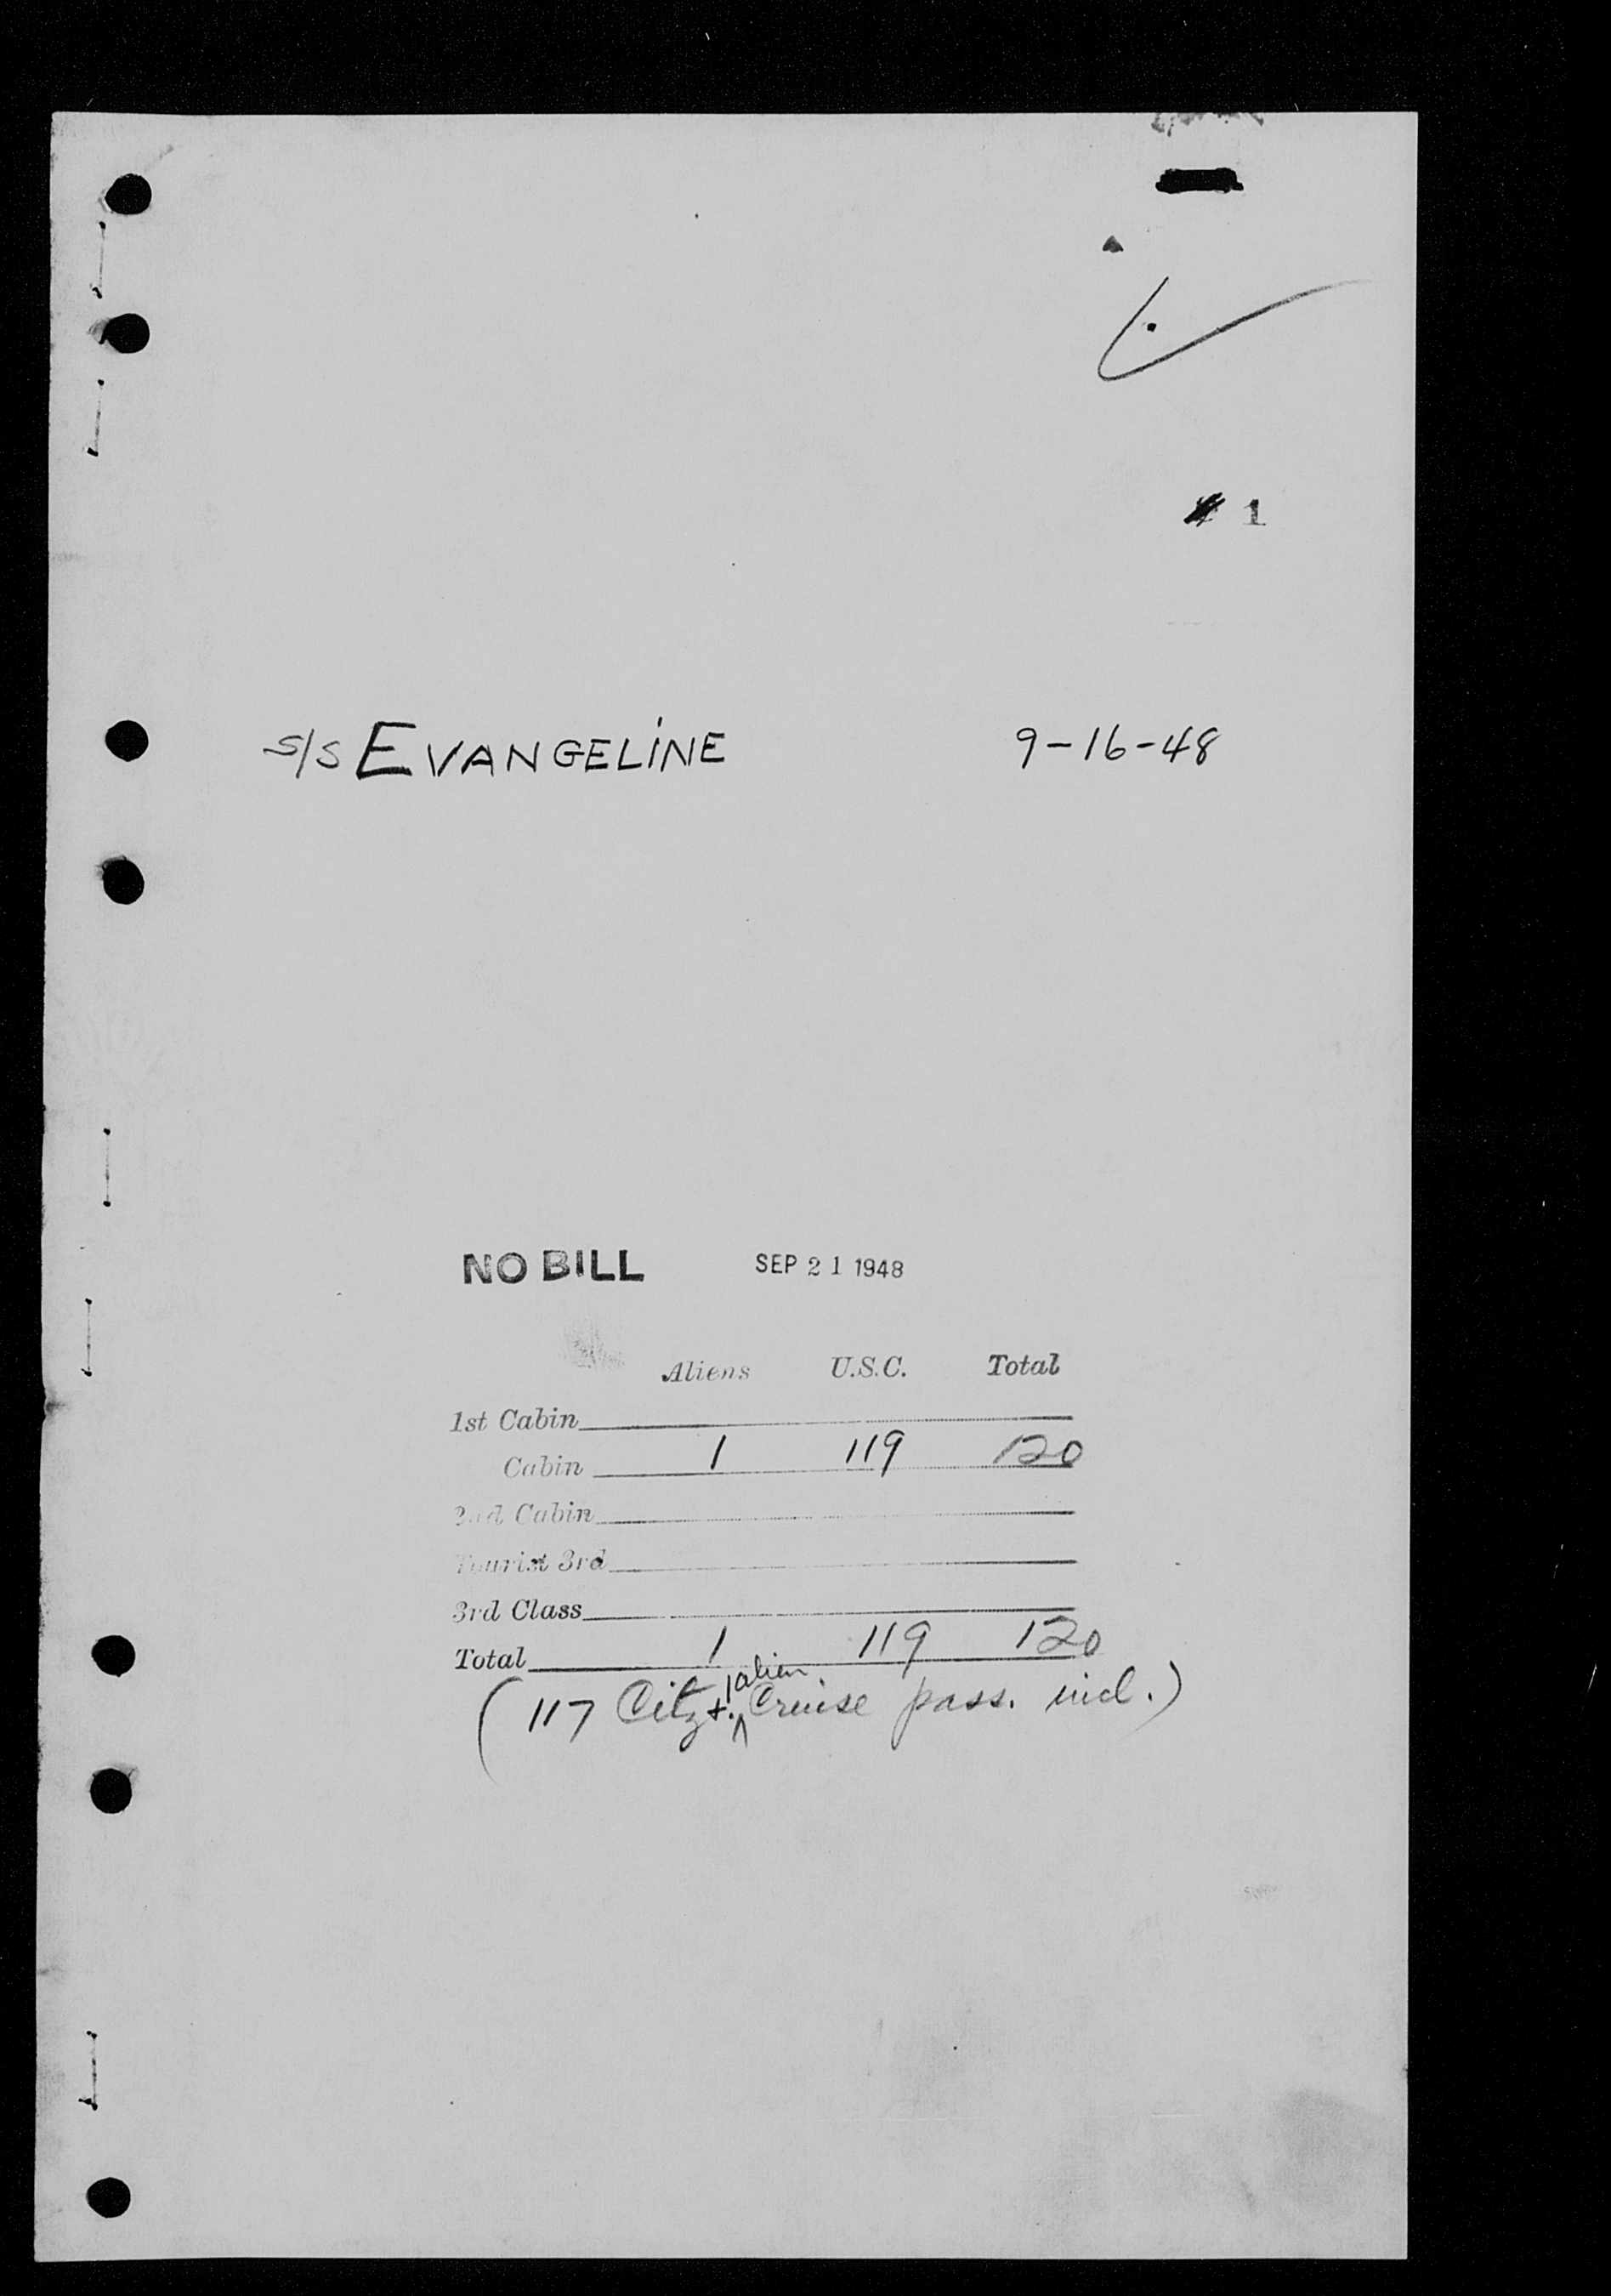 1
S/S EVANGELINE 9-16-48
NO BILL SEP 21 1948
Aliens U.S.C. Total
1st Cabin
Cabin 1 119 120
2nd Cabin
Tourist 3rd
3rd Class
Total 1 119 120
(117 Citz. + 1 alien Cruise pass. incl.)